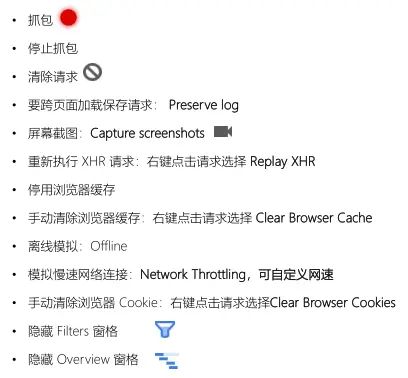 • 抓包
• 停止抓包
• 清除请求
• 要跨页面加载保存请求： Preserve log
• 屏幕截图：Capture screenshots
• 重新执行 XHR 请求：右键点击请求选择 Replay XHR
• 停用浏览器缓存
• 手动清除浏览器缓存：右键点击请求选择 Clear Browser Cache
• 离线模拟：Offline
• 模拟慢速网络连接：Network Throttling，可自定义网速
• 手动清除浏览器 Cookie：右键点击请求选择Clear Browser Cookies
• 隐藏 Filters 窗格
• 隐藏 Overview 窗格